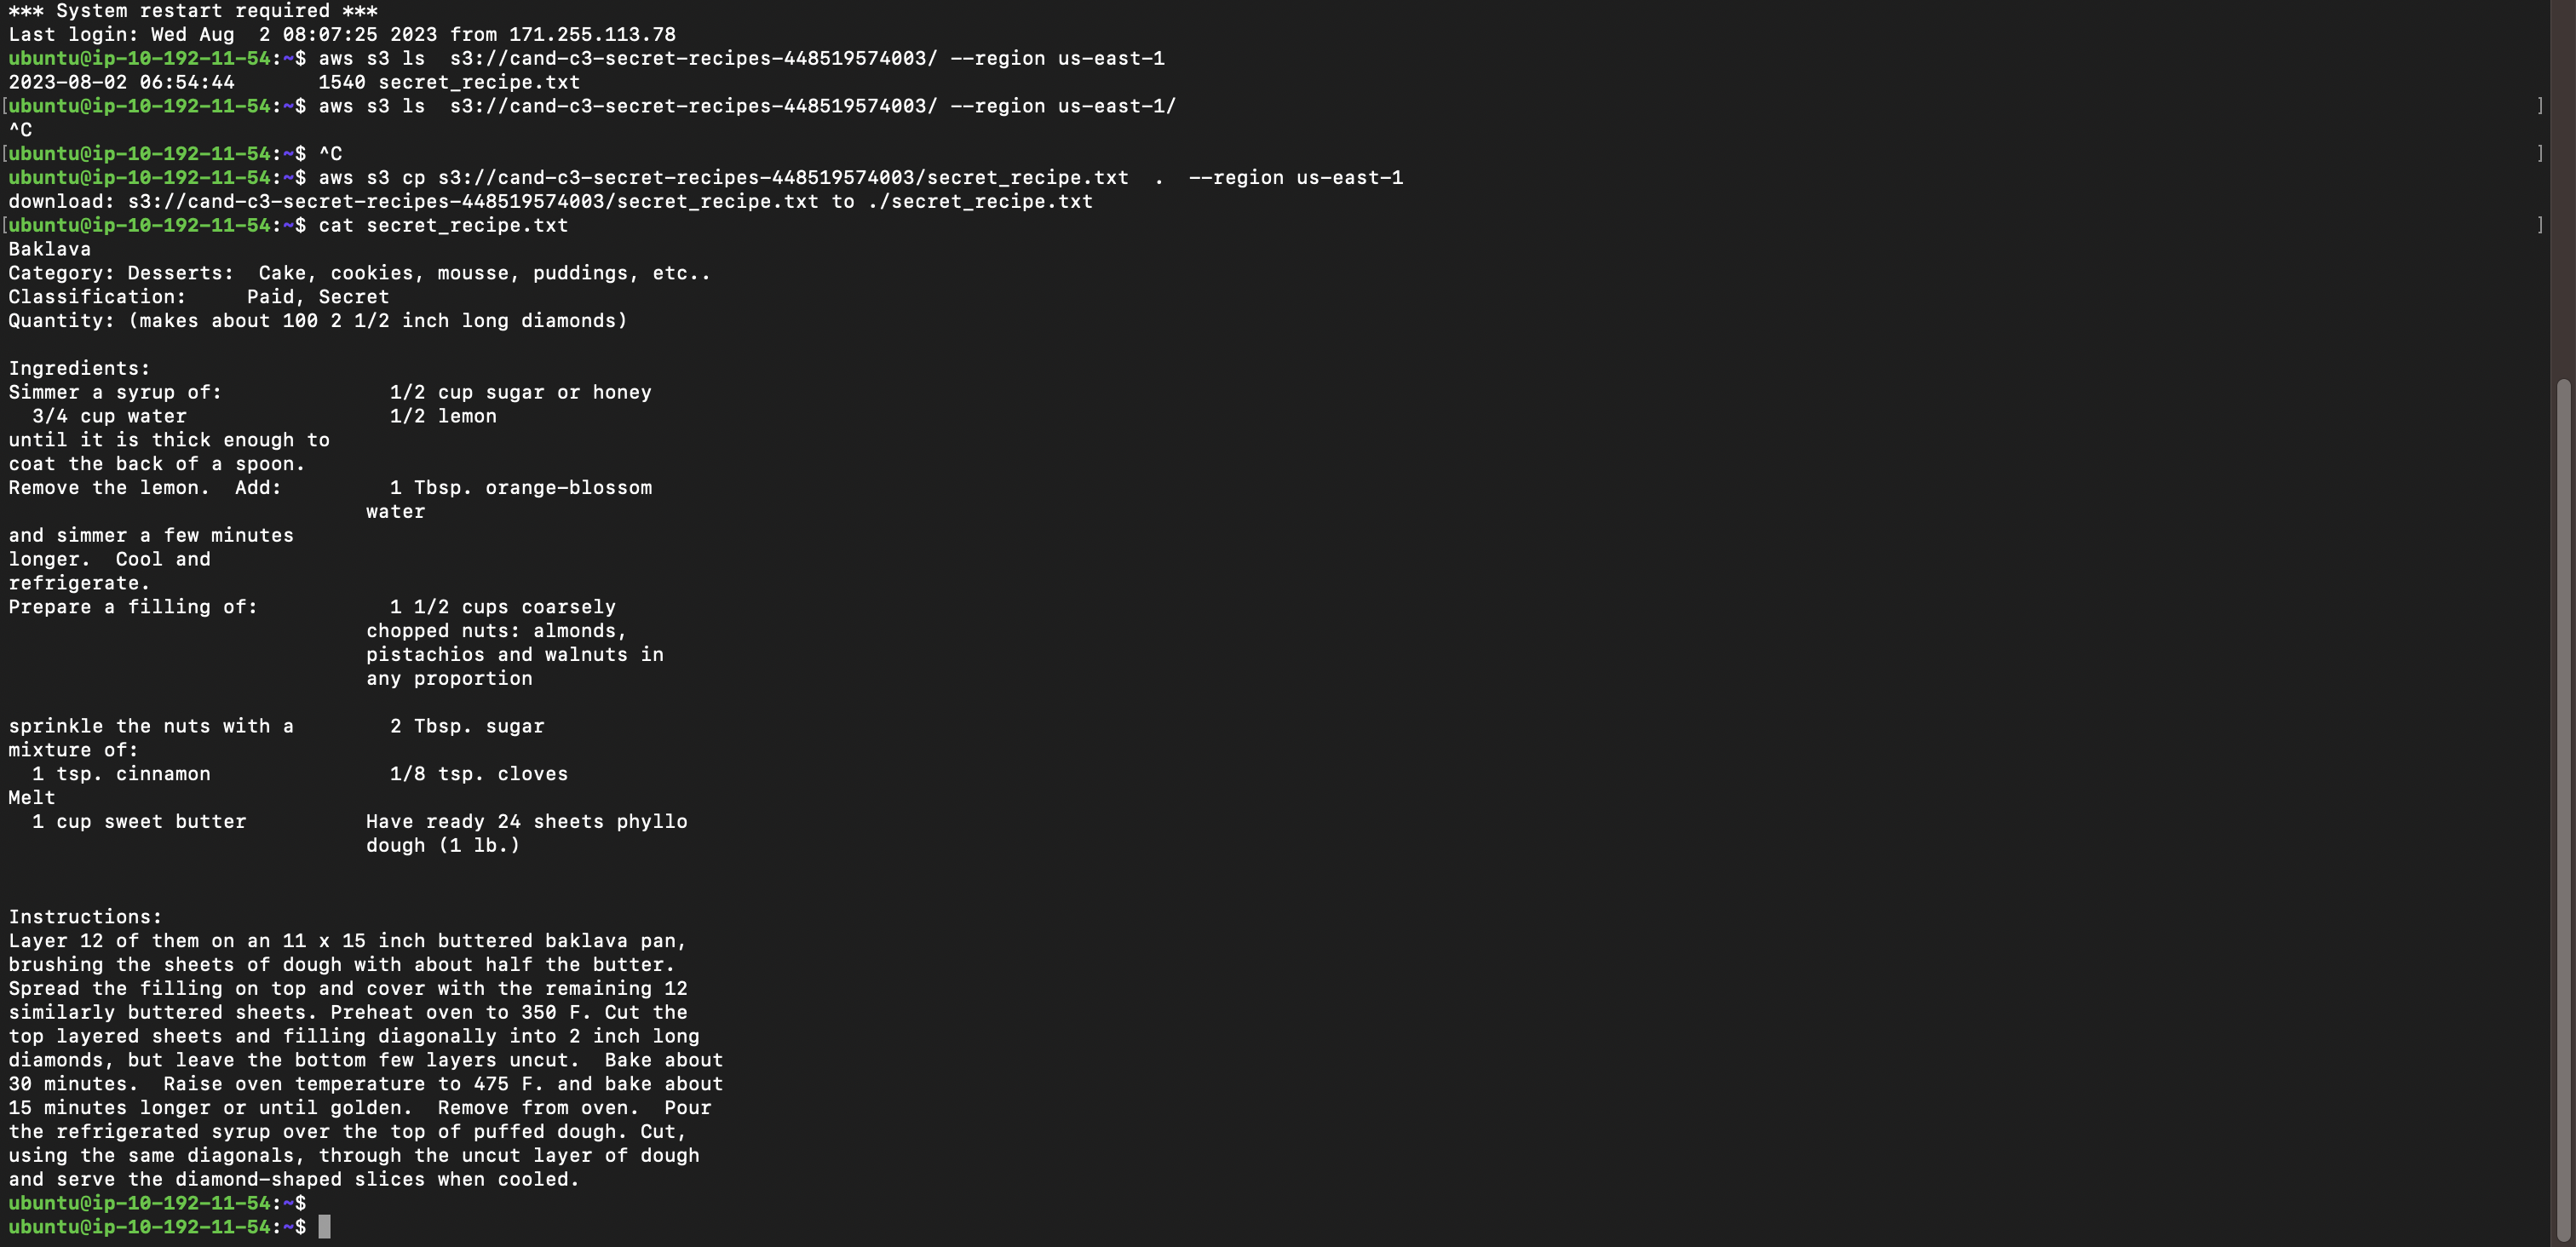 *** System restart required ***
Last login: Wed Aug  2 08:07:25 2023 from 171.255.113.78
ubuntu@ip-10-192-11-54:~$ aws s3 ls  s3://cand-c3-secret-recipes-448519574003/ --region us-east-1
2023-08-02 06:54:44       1540 secret_recipe.txt
[ubuntu@ip-10-192-11-54:~$ aws s3 ls  s3://cand-c3-secret-recipes-448519574003/ --region us-east-1/ ]
^C
[ubuntu@ip-10-192-11-54:~$ ^C ]
ubuntu@ip-10-192-11-54:~$ aws s3 cp s3://cand-c3-secret-recipes-448519574003/secret_recipe.txt  .  --region us-east-1
download: s3://cand-c3-secret-recipes-448519574003/secret_recipe.txt to ./secret_recipe.txt
[ubuntu@ip-10-192-11-54:~$ cat secret_recipe.txt ]
Baklava
Category: Desserts:  Cake, cookies, mousse, puddings, etc..
Classification:     Paid, Secret
Quantity: (makes about 100 2 1/2 inch long diamonds)

Ingredients:
Simmer a syrup of:              1/2 cup sugar or honey
  3/4 cup water                 1/2 lemon
until it is thick enough to
coat the back of a spoon.
Remove the lemon.  Add:         1 Tbsp. orange-blossom
                              water
and simmer a few minutes
longer.  Cool and
refrigerate.
Prepare a filling of:           1 1/2 cups coarsely
                              chopped nuts: almonds,
                              pistachios and walnuts in
                              any proportion

sprinkle the nuts with a        2 Tbsp. sugar
mixture of:
  1 tsp. cinnamon               1/8 tsp. cloves
Melt
  1 cup sweet butter          Have ready 24 sheets phyllo
                              dough (1 lb.)

Instructions:
Layer 12 of them on an 11 x 15 inch buttered baklava pan,
brushing the sheets of dough with about half the butter.
Spread the filling on top and cover with the remaining 12
similarly buttered sheets. Preheat oven to 350 F. Cut the
top layered sheets and filling diagonally into 2 inch long
diamonds, but leave the bottom few layers uncut.  Bake about
30 minutes.  Raise oven temperature to 475 F. and bake about
15 minutes longer or until golden.  Remove from oven.  Pour
the refrigerated syrup over the top of puffed dough. Cut,
using the same diagonals, through the uncut layer of dough
and serve the diamond-shaped slices when cooled.
ubuntu@ip-10-192-11-54:~$
ubuntu@ip-10-192-11-54:~$